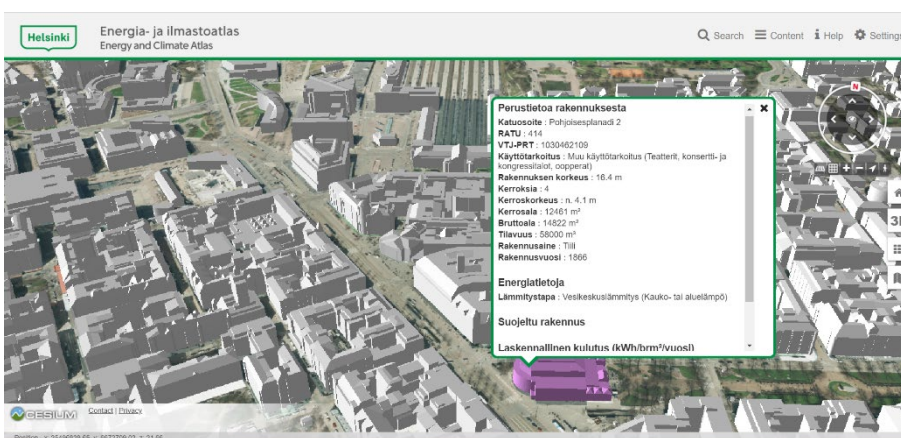 Helsinki
Energia- ja ilmastoatlas
Energy and Climate Atlas
Search Content i Help Settings
Perustietoa rakennuksesta
Katuosoite : Pohjoisesplanadi 2
RATU : 414
VTJ-PRT : 1030462109
Käyttötarkoitus : Muu käyttötarkoitus (Teatterit, konsertti- ja
kongressitalot, oopperat)
Rakennuksen korkeus : 16.4 m
Kerroksia : 4
Kerroskorkeus : n. 4.1 m
Kerrosala : 12461 m²
Bruttoala : 14822 m²
Tilavuus : 58000 m³
Rakennusaine : Tiili
Rakennusvuosi : 1866
Energiatietoja
Lämmitystapa : Vesikeskuslämmitys (Kauko- tai aluelämpö)
Suojeltu rakennus
Laskennallinen kulutus (kWh/brm²/vuosi)
N
CESIUM
Contact | Privacy